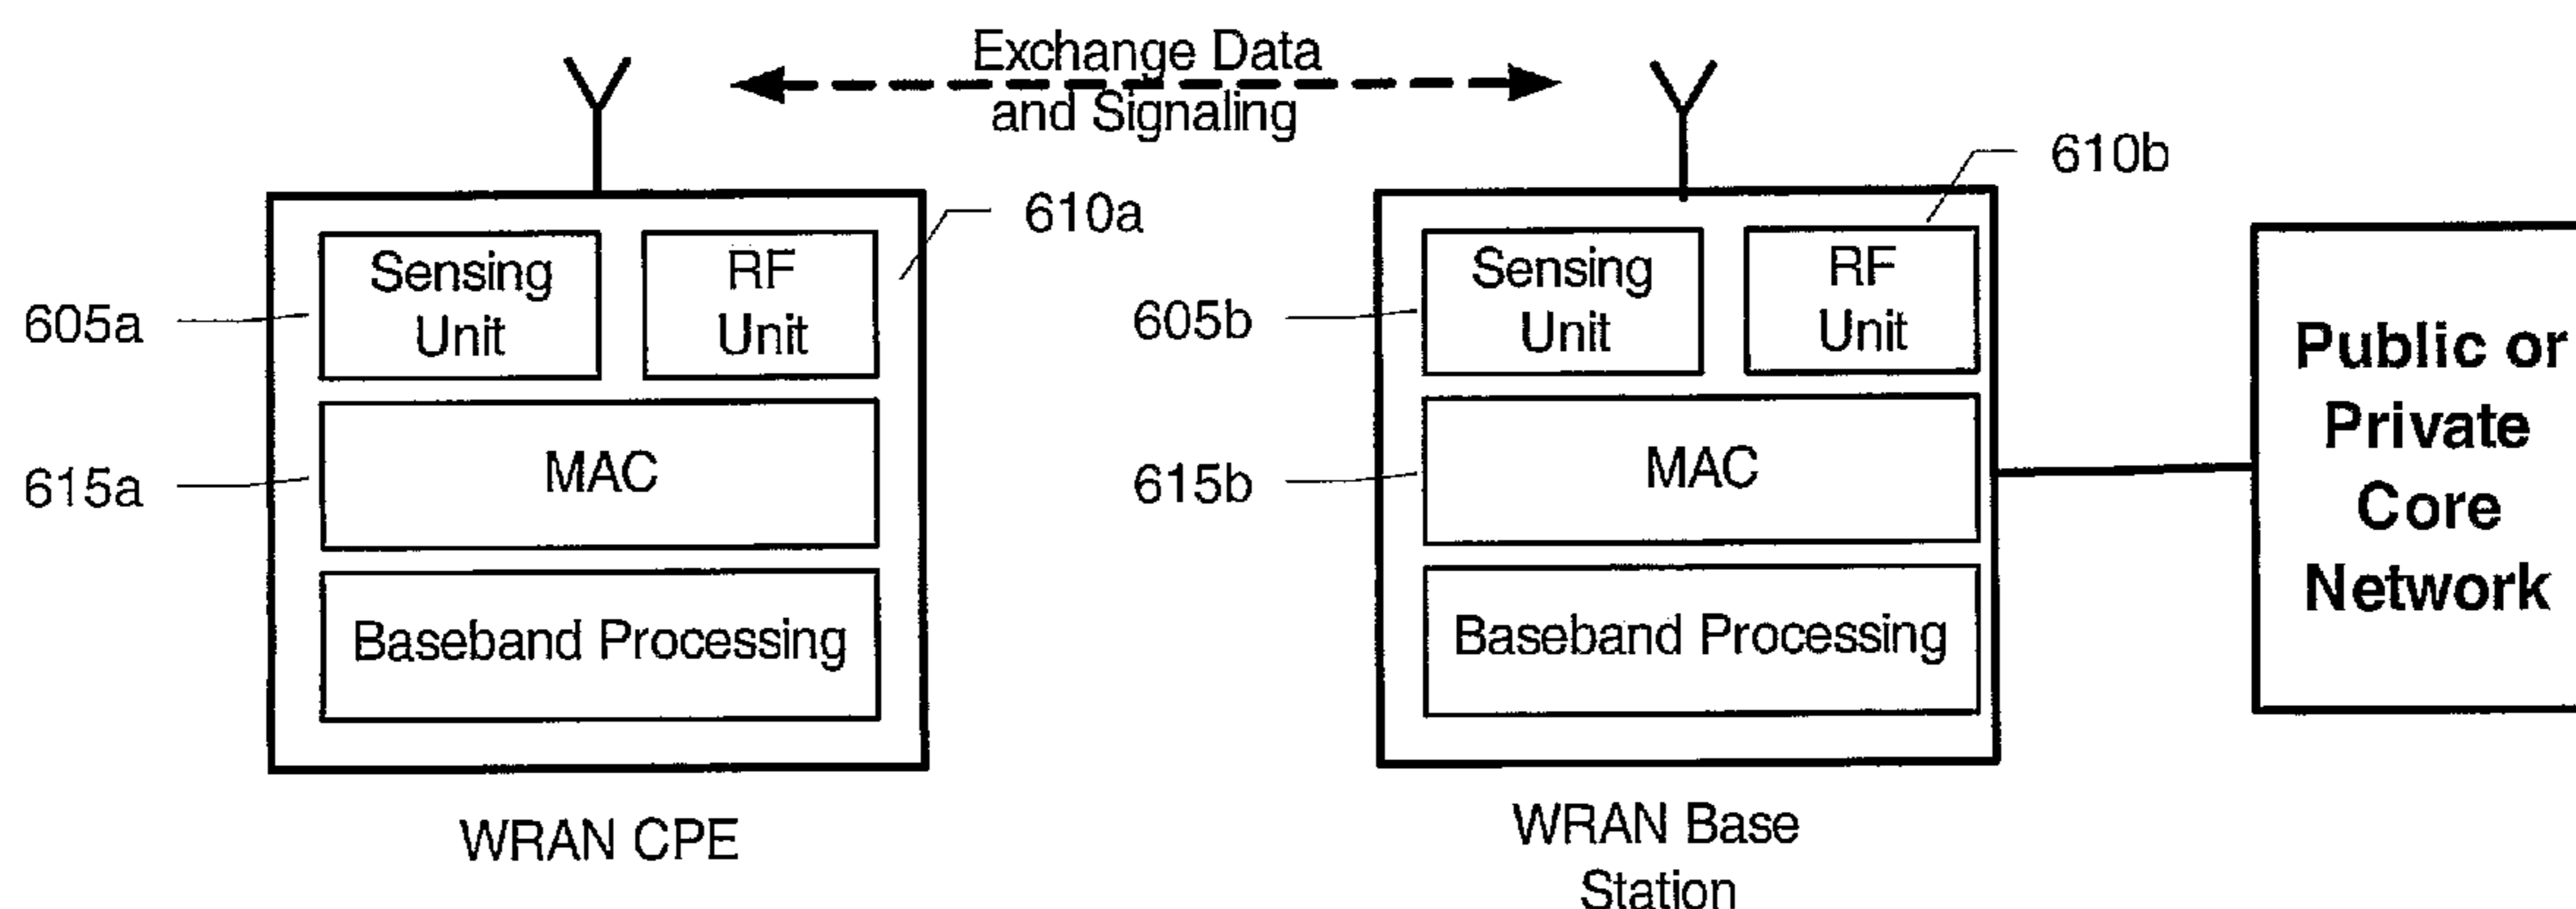 Exchange Data
and Signaling
610a
610b
Sensing
Unit
RF
Unit
605a
MAC
615a
Baseband Processing
WRAN CPE
Sensing
Unit
RF
Unit
605b
MAC
615b
Baseband Processing
WRAN Base
Station
Public or
Private
Core
Network